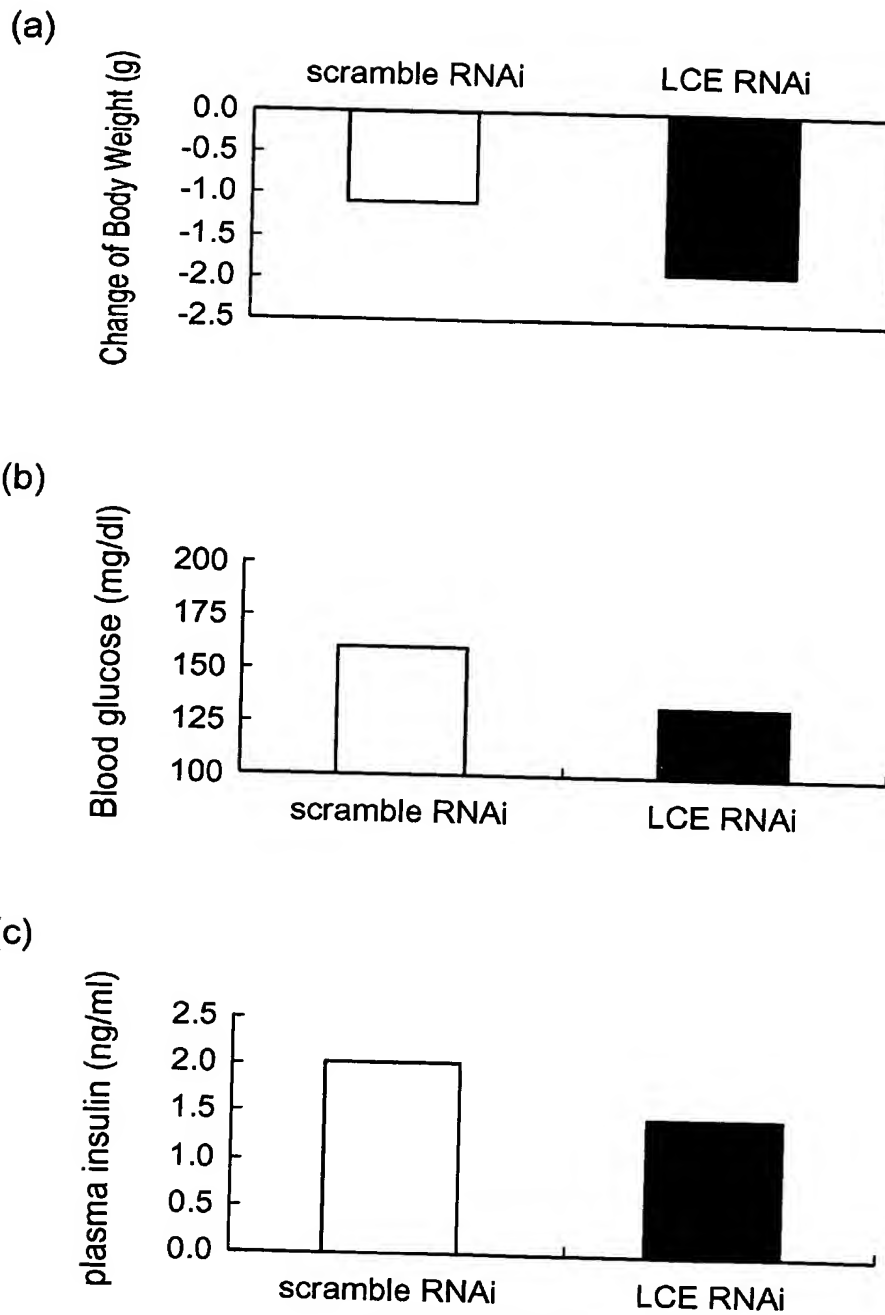 (a)
scramble RNAi LCE RNAi
Change of Body Weight (g)
0.0
-0.5
-1.0
-1.5
-2.0
-2.5
(b)
Blood glucose (mg/dl)
200
175
150
125
100
scramble RNAi LCE RNAi
(c)
plasma insulin (ng/ml)
2.5
2.0
1.5
1.0
0.5
0.0
scramble RNAi LCE RNAi